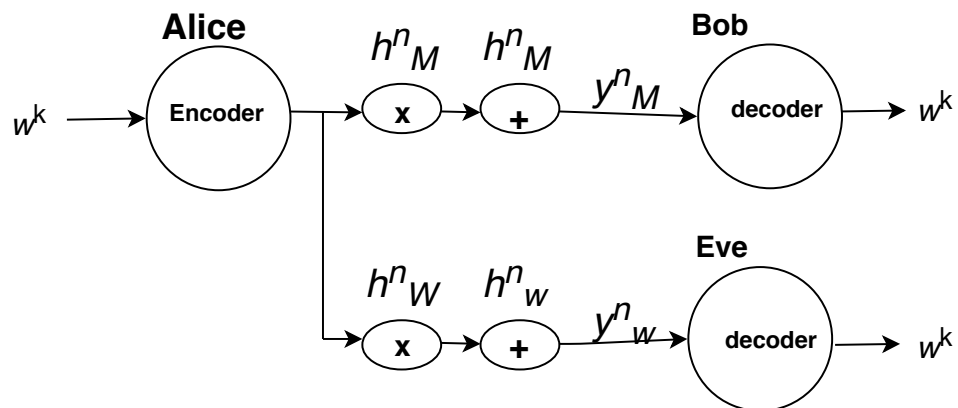 Alice Bob
h^n_M h^n_M
w^k Encoder x + y^n_M decoder w^k
Eve
h^n_W h^n_w
x + y^n_w decoder w^k